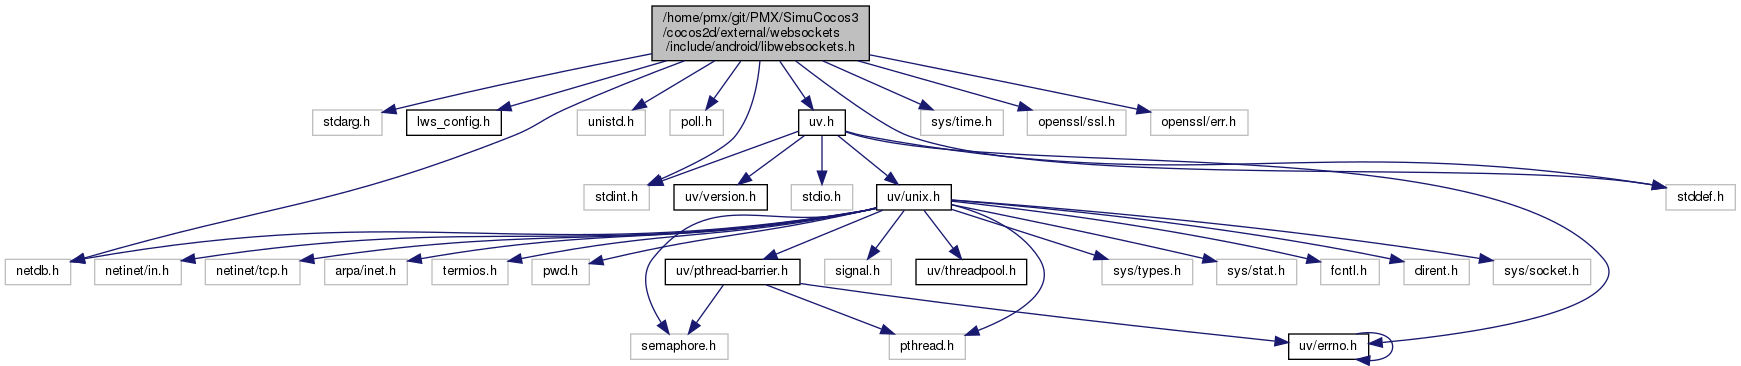 /home/pmx/git/PMX/SimuCocos3
/cocos2d/external/websockets
/include/android/libwebsockets.h
stdarg.h
lws_config.h
unistd.h
poll.h
uv.h
sys/time.h
openssl/ssl.h
openssl/err.h
stdint.h
uv/version.h
stdio.h
uv/unix.h
stddef.h
netdb.h
netinet/in.h
netinet/tcp.h
arpa/inet.h
termios.h
pwd.h
uv/pthread-barrier.h
signal.h
uv/threadpool.h
sys/types.h
sys/stat.h
fcntl.h
dirent.h
sys/socket.h
semaphore.h
pthread.h
uv/errno.h